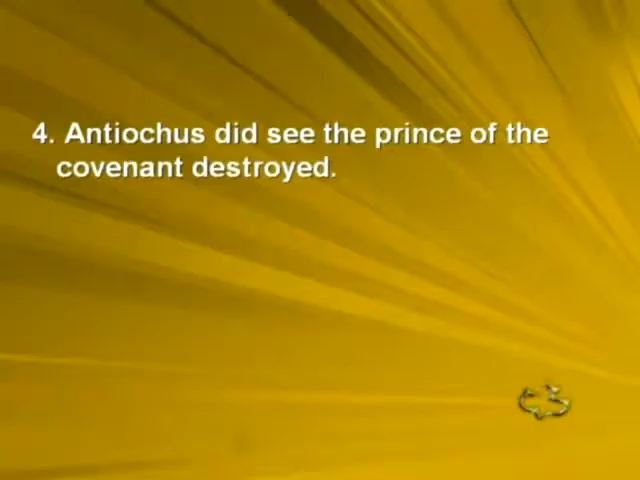 4. Antiochus did see the prince of the
covenant destroyed.